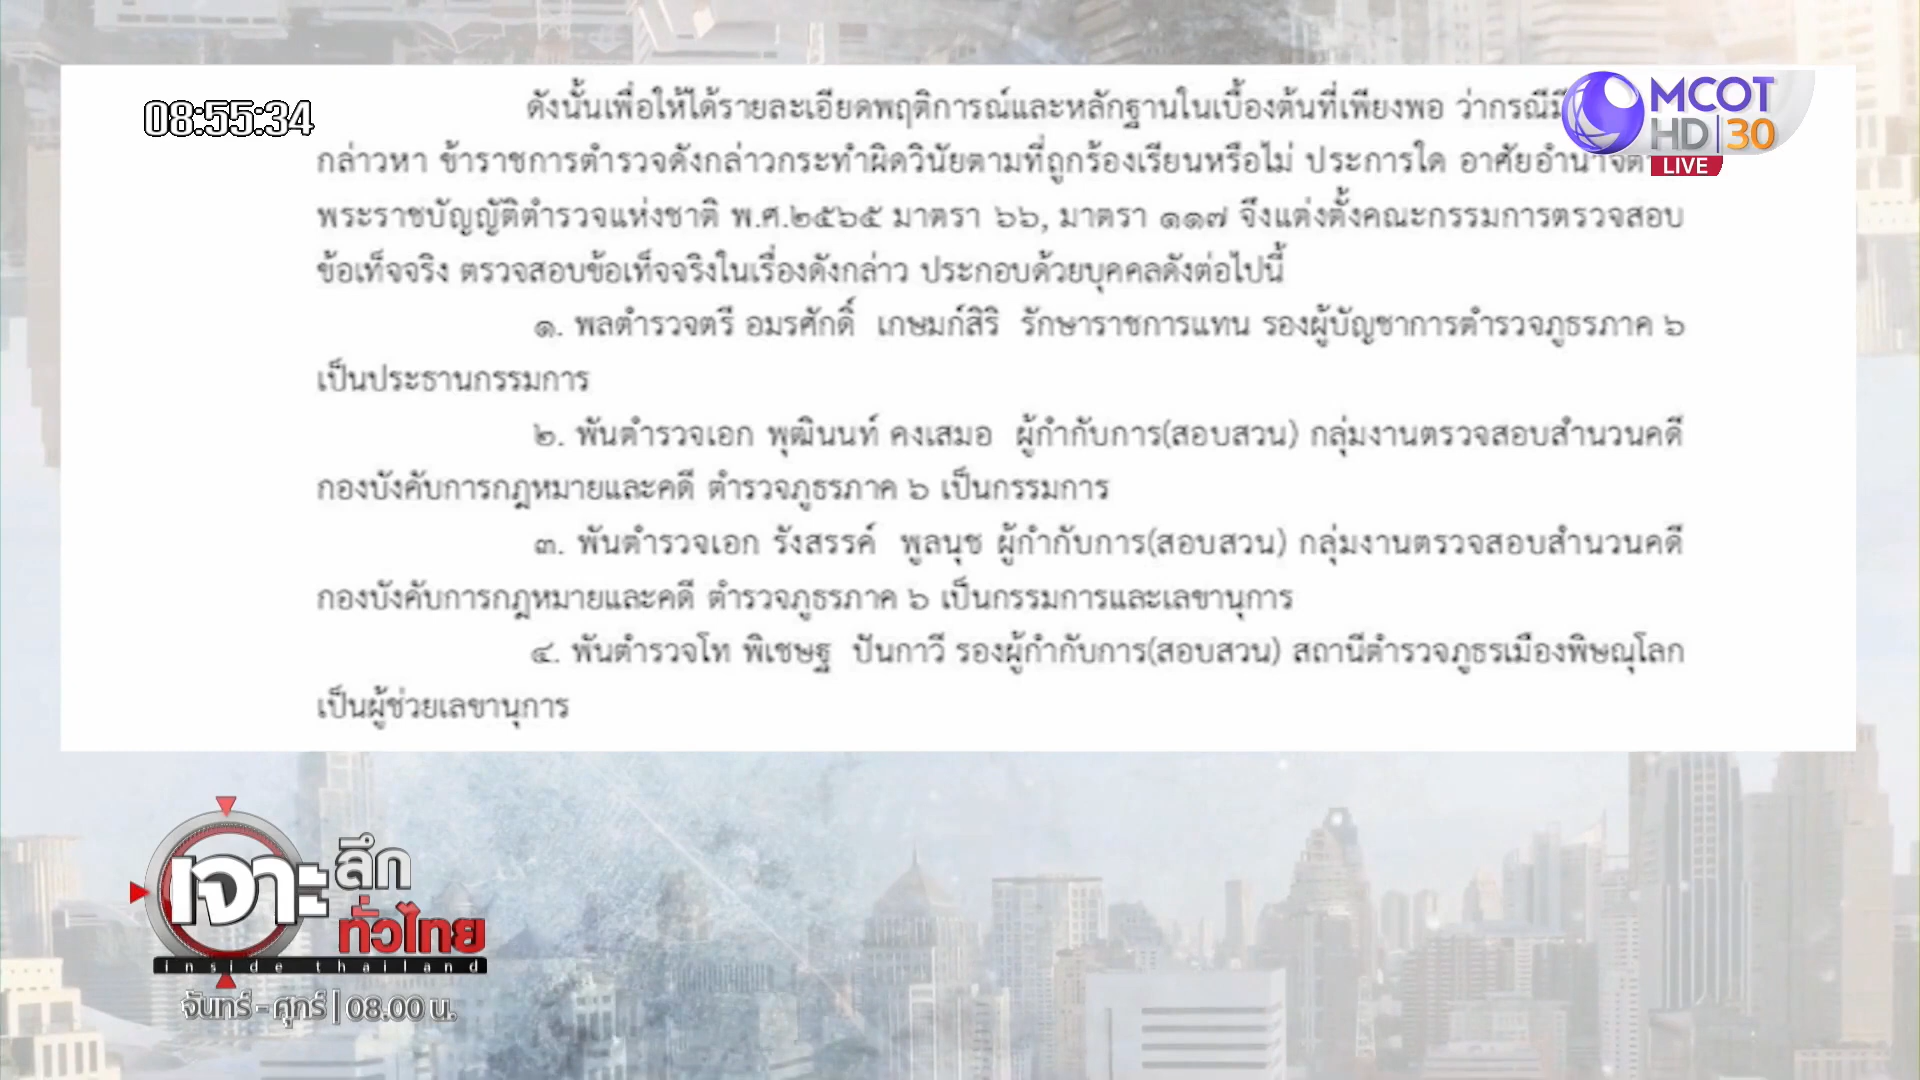 08:55:34
MCOT
HD 30
LIVE
ดังนั้นเพื่อให้ได้รายละเอียดพฤติการณ์และหลักฐานในเบื้องต้นที่เพียงพอ ว่ากรณีมี
กล่าวหา ข้าราชการตำรวจดังกล่าวกระทำผิดวินัยตามที่ถูกร้องเรียนหรือไม่ ประการใด อาศัยอำนาจ
พระราชบัญญัติตำรวจแห่งชาติ พ.ศ.๒๕๖๕ มาตรา ๖๖, มาตรา ๑๑๗ จึงแต่งตั้งคณะกรรมการตรวจสอบ
ข้อเท็จจริง ตรวจสอบข้อเท็จจริงในเรื่องดังกล่าว ประกอบด้วยบุคคลดังต่อไปนี้
๑. พลตำรวจตรี อมรศักดิ์ เกษมก์สิริ รักษาราชการแทน รองผู้บัญชาการตำรวจภูธรภาค ๖
เป็นประธานกรรมการ
๒. พันตำรวจเอก พุฒินนท์ คงเสมอ ผู้กำกับการ(สอบสวน) กลุ่มงานตรวจสอบสำนวนคดี
กองบังคับการกฎหมายและคดี ตำรวจภูธรภาค ๖ เป็นกรรมการ
๓. พันตำรวจเอก รังสรรค์ พูลนุช ผู้กำกับการ(สอบสวน) กลุ่มงานตรวจสอบสำนวนคดี
กองบังคับการกฎหมายและคดี ตำรวจภูธรภาค ๖ เป็นกรรมการและเลขานุการ
๔. พันตำรวจโท พิเชษฐ ปันกาวี รองผู้กำกับการ(สอบสวน) สถานีตำรวจภูธรเมืองพิษณุโลก
เป็นผู้ช่วยเลขานุการ
เจาะลึก
ทั่วไทย
inside thailand
จันทร์ - ศุกร์ | 08.00 น.